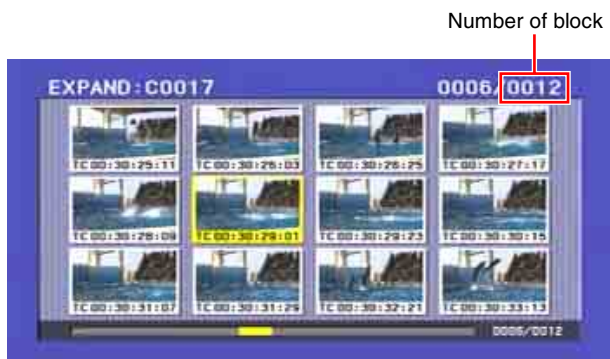 Number of block
EXPAND:C0017 0006/0012
TC 00:30:25:11 TC 00:30:26:03 TC 00:30:26:25 TC 00:30:27:17
TC 00:30:28:09 TC 00:30:29:01 TC 00:30:29:23 TC 00:30:30:15
TC 00:30:31:07 TC 00:30:31:29 TC 00:30:32:21 TC 00:30:33:13
0006/0012